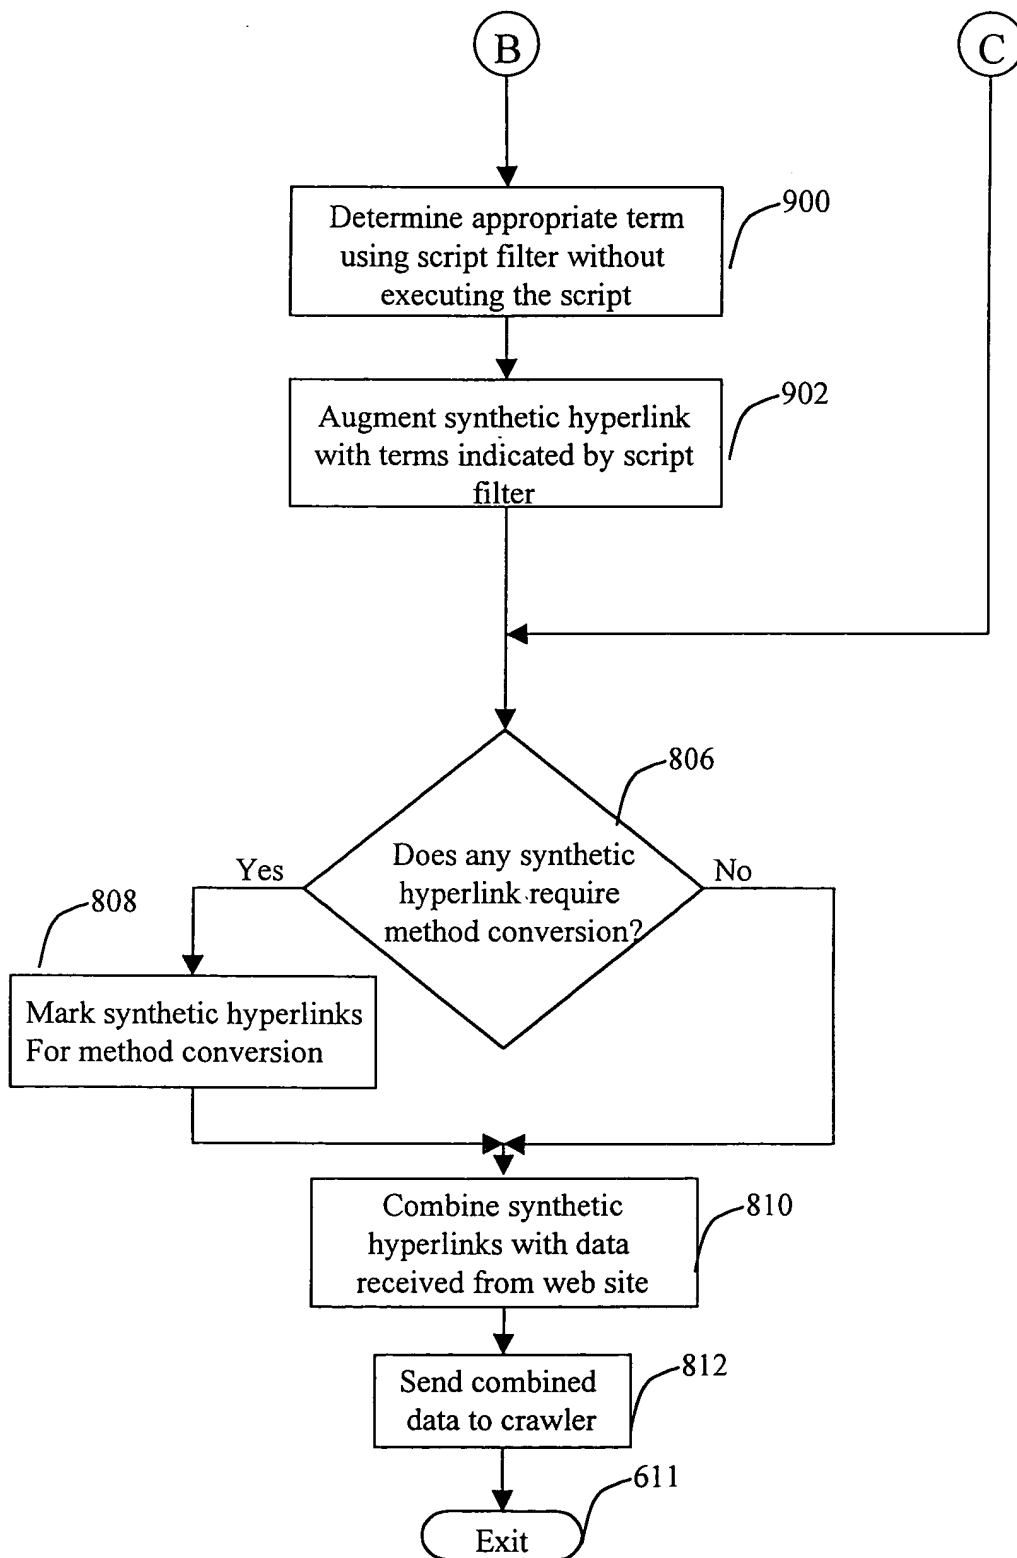 B
C
Determine appropriate term
using script filter without
executing the script
900
Augment synthetic hyperlink
with terms indicated by script
filter
902
806
Does any synthetic
hyperlink require
method conversion?
Yes
No
808
Mark synthetic hyperlinks
For method conversion
Combine synthetic
hyperlinks with data
received from web site
810
Send combined
data to crawler
812
611
Exit